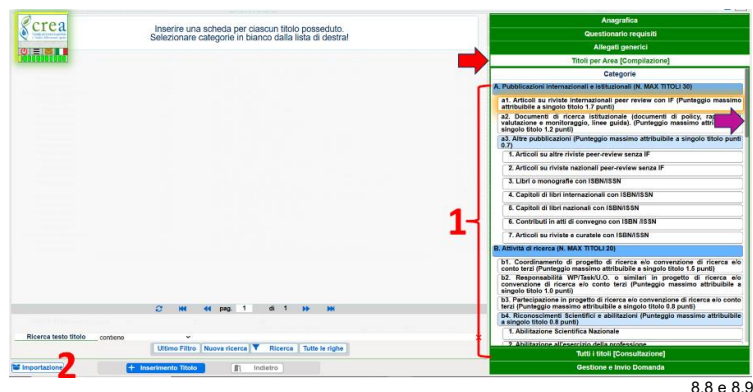 crea
Inserire una scheda per ciascun titolo posseduto.
Selezionare categorie in bianco dalla lista di destra!
Anagrafica
Questionario requisiti
Allegati generici
Titoli per Area [Compilazione]
Categorie
A. Pubblicazioni internazionali e istituzionali (N. MAX TITOLI 30)
a1. Articoli su riviste internazionali peer review con IF (Punteggio massimo
attribuibile a singolo titolo 1.7 punti)
a2. Documenti di ricerca istituzionale (documenti di policy,
valutazione e monitoraggio, linee guida). (Punteggio massimo
singolo titolo 1.2 punti)
a3. Altre pubblicazioni (Punteggio massimo attribuibile a singolo titolo punti
0.7)
1. Articoli su altre riviste peer-review senza IF
2. Articoli su riviste nazionali peer-review senza IF
3. Libri o monografie con ISBN/ISSN
4. Capitoli di libri internazionali con ISBN/ISSN
5. Capitoli di libri nazionali con ISBN/ISSN
6. Contributi in atti di convegno con ISBN /ISSN
7. Articoli su riviste a curatele con ISBN/ISSN
1
B. Attività di ricerca (N. MAX TITOLI 20)
b1. Coordinamento di progetto di ricerca e/o convenzione di ricerca e/o
conto terzi (Punteggio massimo attribuibile a singolo titolo 1.5 punti)
b2. Responsabilità WP/Task/U.O. o similari in progetto di ricerca e/o
convenzione di ricerca e/o conto terzi (Punteggio massimo attribuibile a
singolo titolo 1.0 punti)
b3. Partecipazione in progetto di ricerca e/o convenzione di ricerca e/o conto
terzi (Punteggio massimo attribuibile a singolo titolo 0.8 punti)
b4. Riconoscimenti Scientifici e abilitazioni (Punteggio massimo attribuibile
a singolo titolo 0.8 punti)
1. Abilitazione Scientifica Nazionale
2. Abilitazione all'esercizio della professione
pag. 1 di 1
Ricerca testo titolo contiene
x
Ultimo Filtro Nuova ricerca Ricerca Tutte le righe
Tutti i titoli [Consultazione]
Importazione 2 + Inserimento Titolo Indietro
Gestione e Invio Domanda
8.8 e 8.9